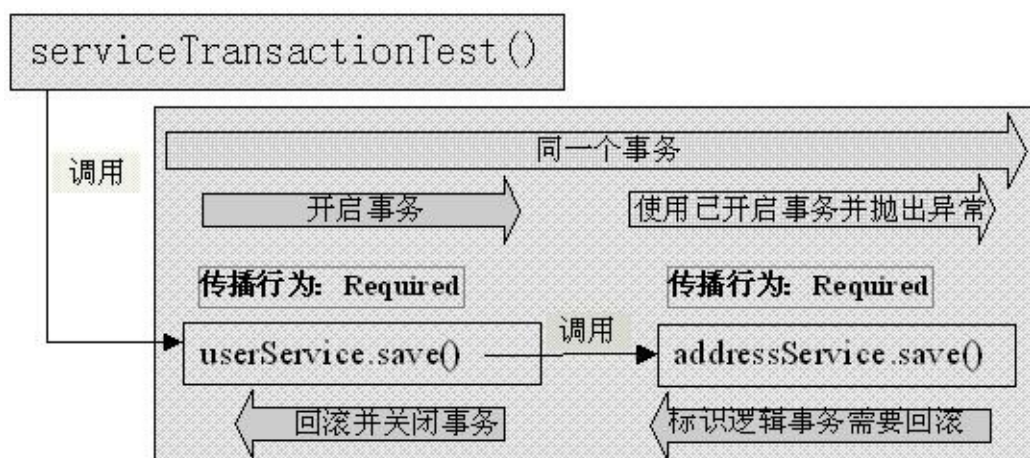 serviceTransactionTest()
调用
同一个事务
开启事务
使用已开启事务并抛出异常
传播行为：Required
传播行为：Required
userService.save()
调用
addressService.save()
回滚并关闭事务
标识逻辑事务需要回滚